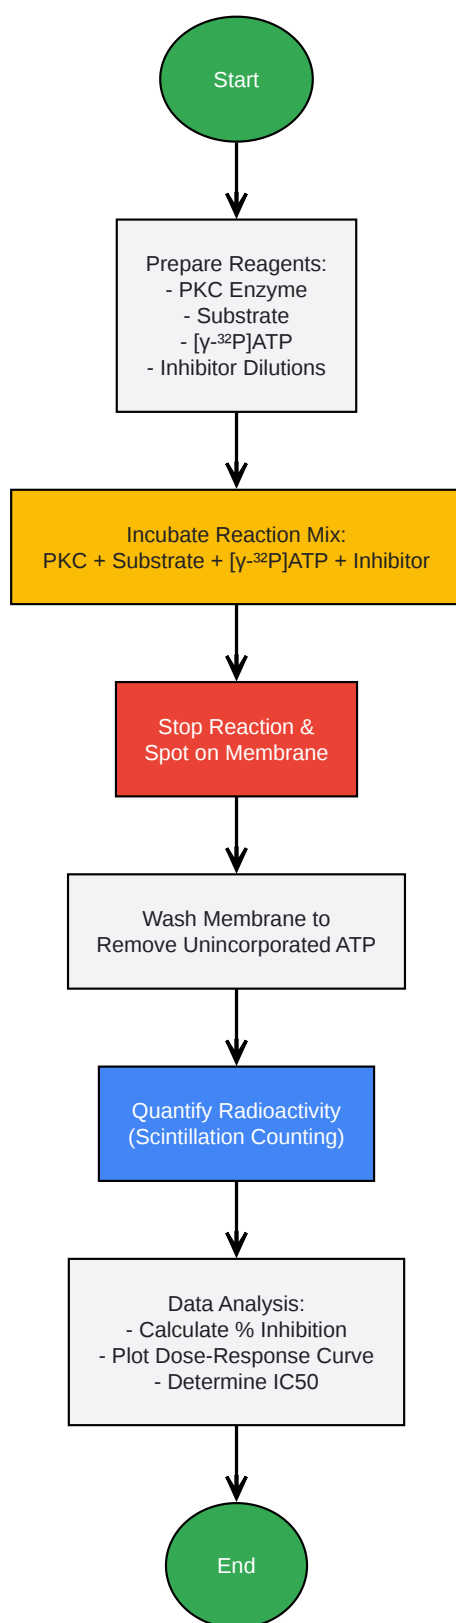 Start
Prepare Reagents:
- PKC Enzyme
- Substrate
- [γ-³²P]ATP
- Inhibitor Dilutions
Incubate Reaction Mix:
PKC + Substrate + [γ-³²P]ATP + Inhibitor
Stop Reaction &
Spot on Membrane
Wash Membrane to
Remove Unincorporated ATP
Quantify Radioactivity
(Scintillation Counting)
Data Analysis:
- Calculate % Inhibition
- Plot Dose-Response Curve
- Determine IC50
End